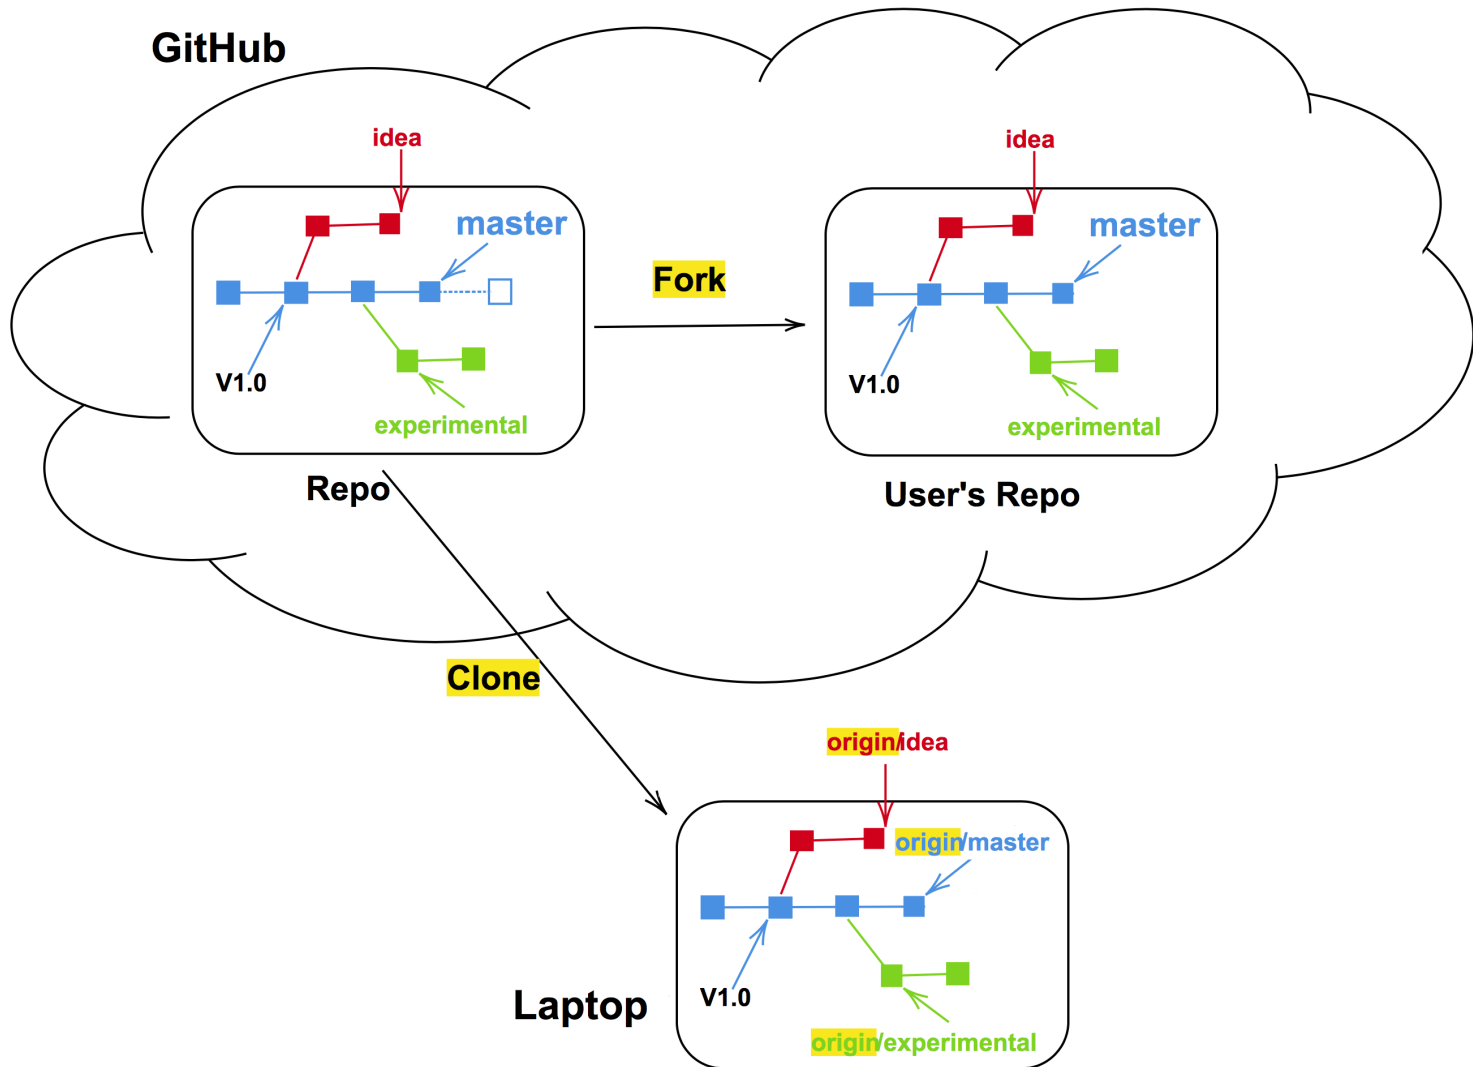 GitHub
idea
master
V1.0
experimental
Repo
Fork
idea
master
V1.0
experimental
User's Repo
Clone
origin/idea
origin/master
V1.0
origin/experimental
Laptop